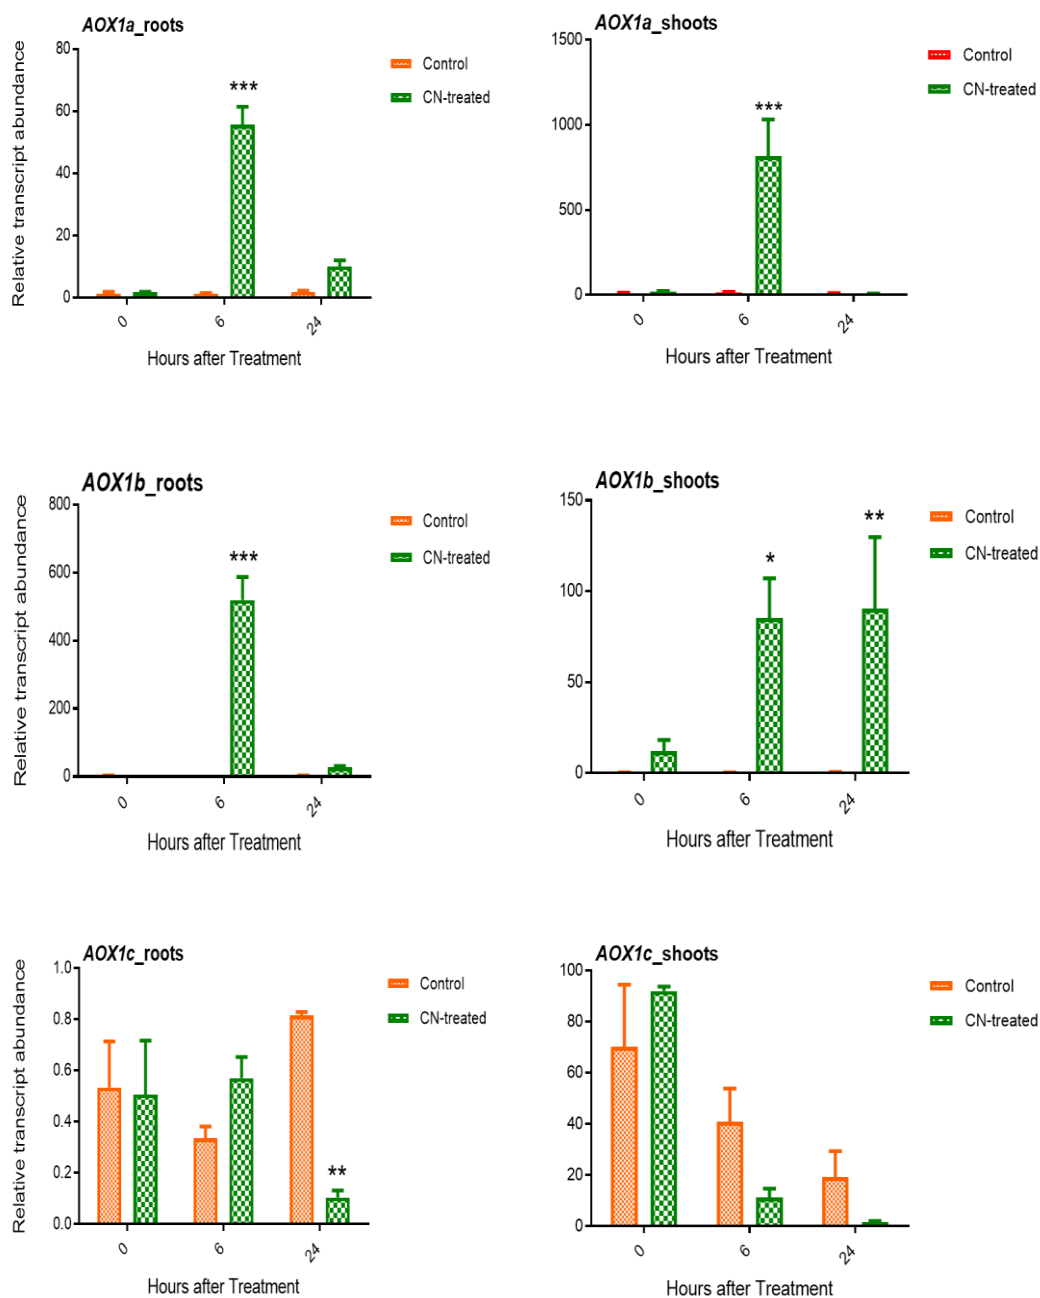 AOX1a_roots
Relative transcript abundance
80
60
40
20
0
***
Control
CN-treated
0 6 24
Hours after Treatment
AOX1a_shoots
1500
1000
500
0
***
Control
CN-treated
0 6 24
Hours after Treatment
AOX1b_roots
Relative transcript abundance
800
600
400
200
0
***
Control
CN-treated
0 6 24
Hours after Treatment
AOX1b_shoots
150
100
50
0
*
**
Control
CN-treated
0 6 24
Hours after Treatment
AOX1c_roots
Relative transcript abundance
1.0
0.8
0.6
0.4
0.2
0.0
**
Control
CN-treated
0 6 24
Hours after Treatment
AOX1c_shoots
100
80
60
40
20
0
Control
CN-treated
0 6 24
Hours after Treatment